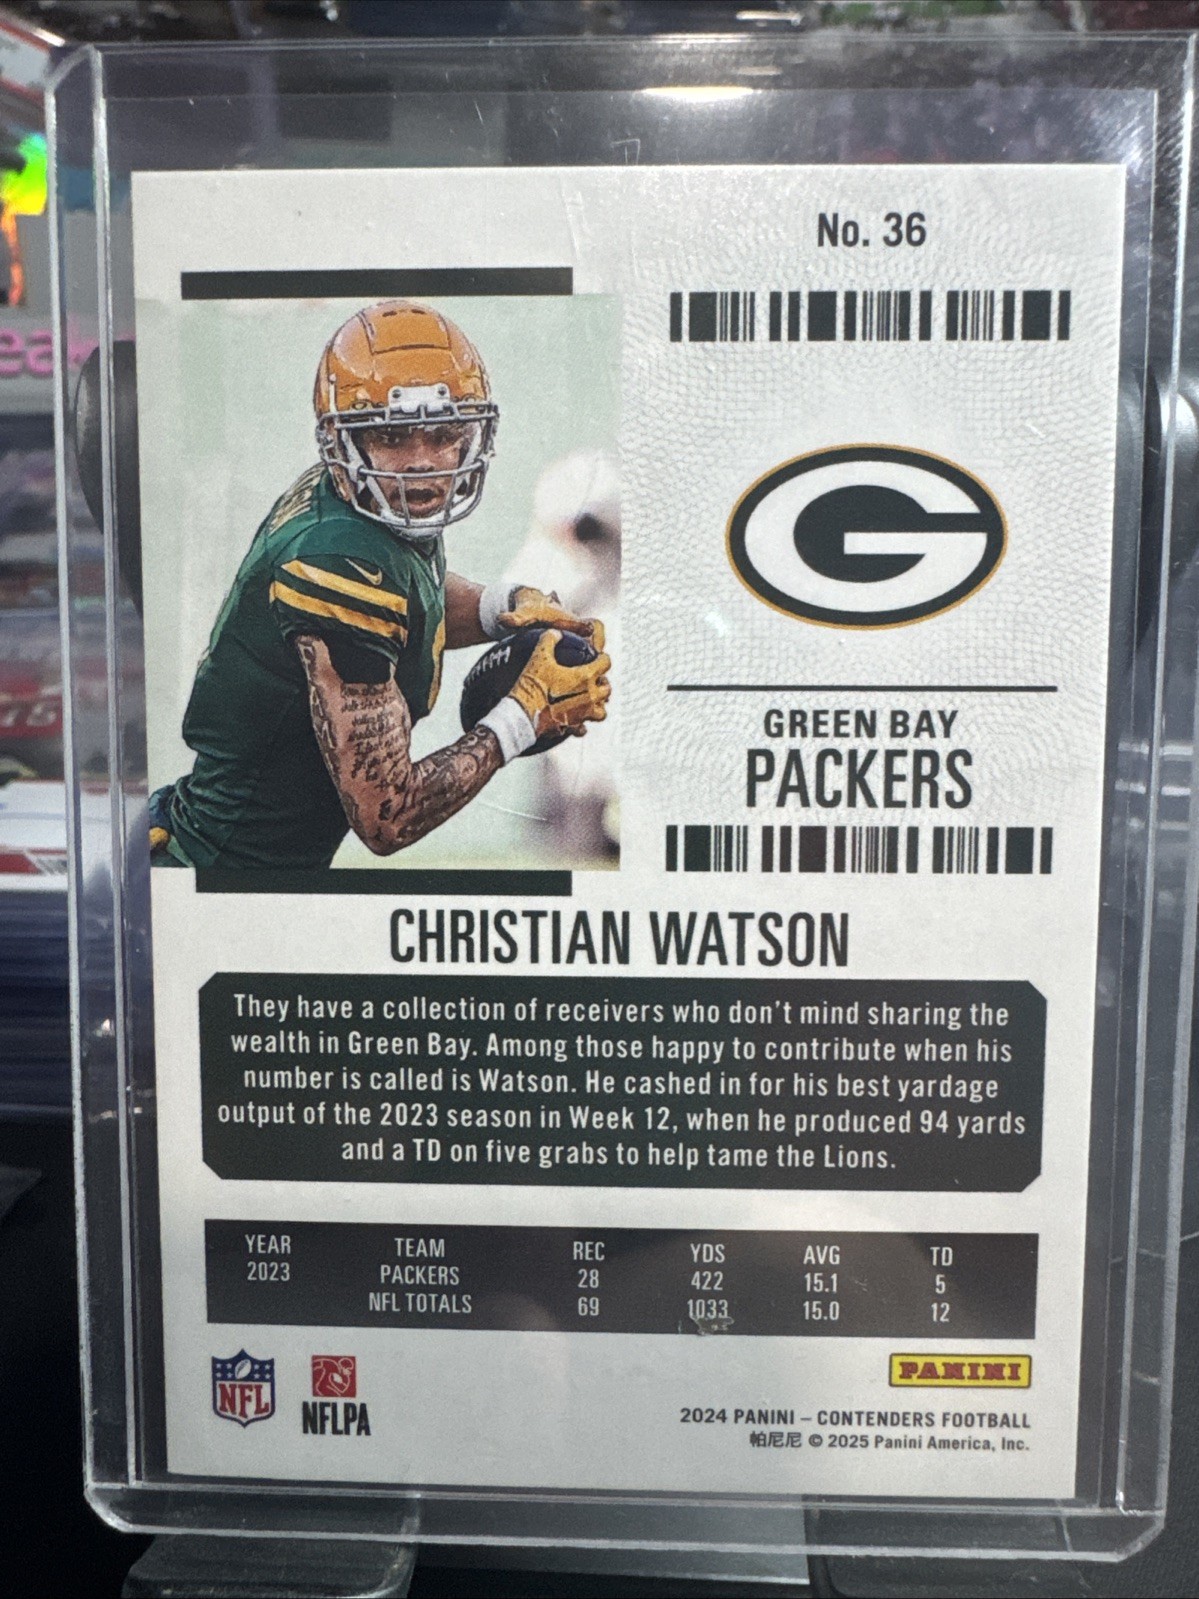 No. 36
GREEN BAY
PACKERS
CHRISTIAN WATSON
They have a collection of receivers who don't mind sharing the
wealth in Green Bay. Among those happy to contribute when his
number is called is Watson. He cashed in for his best yardage
output of the 2023 season in Week 12, when he produced 94 yards
and a TD on five grabs to help tame the Lions.
YEAR TEAM REC YDS AVG TD
2023 PACKERS 28 422 15.1 5
NFL TOTALS 69 1033 15.0 12
NFL
NFLPA
PANINI
2024 PANINI – CONTENDERS FOOTBALL
帕尼尼 © 2025 Panini America, Inc.